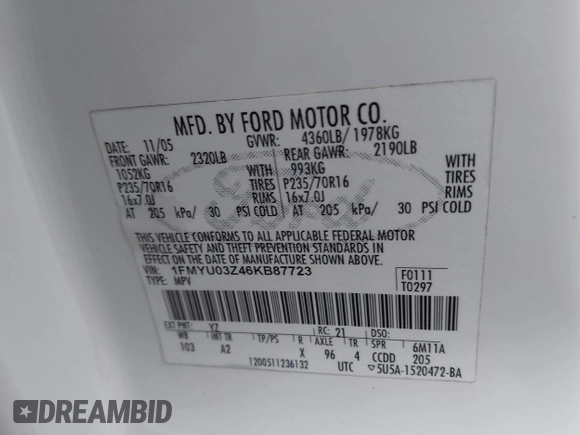 MFD. BY FORD MOTOR CO.
DATE: 11/05 GVWR: 4360LB/ 1978KG
FRONT GAWR: 2320LB REAR GAWR: 2190LB
1052KG WITH 993KG WITH
P235/70R16 TIRES P235/70R16 TIRES
16x7.0J RIMS 16x7.0J RIMS
AT 205 kPa/ 30 PSI COLD AT 205 kPa/ 30 PSI COLD
Ford
THIS VEHICLE CONFORMS TO ALL APPLICABLE FEDERAL MOTOR
VEHICLE SAFETY AND THEFT PREVENTION STANDARDS IN
EFFECT ON THE DATE OF MANUFACTURE SHOWN ABOVE.
VIN: 1FMYU03Z46KB87723 F0111
TYPE: MPV T0297
EXT PNT: YZ RC: 21 DSO:
WB INT TR TP/PS R AXLE TR SPR 6M11A
103 A2 X 96 4 CCDD 205
1200511236132 UTC 5U5A-1520472-BA
DREAMBID